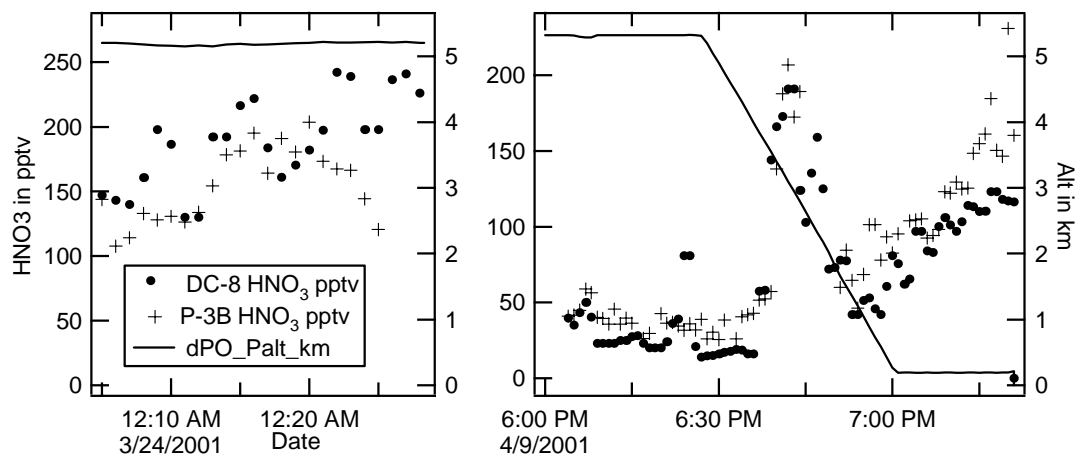 HNO3 in pptv
250
200
150
100
50
0
5
4
3
2
1
0
DC-8 HNO3 pptv
P-3B HNO3 pptv
dPO_Palt_km
12:10 AM
12:20 AM
3/24/2001
Date
200
150
100
50
0
5
4
3
2
1
0
Alt in km
6:00 PM
6:30 PM
7:00 PM
4/9/2001